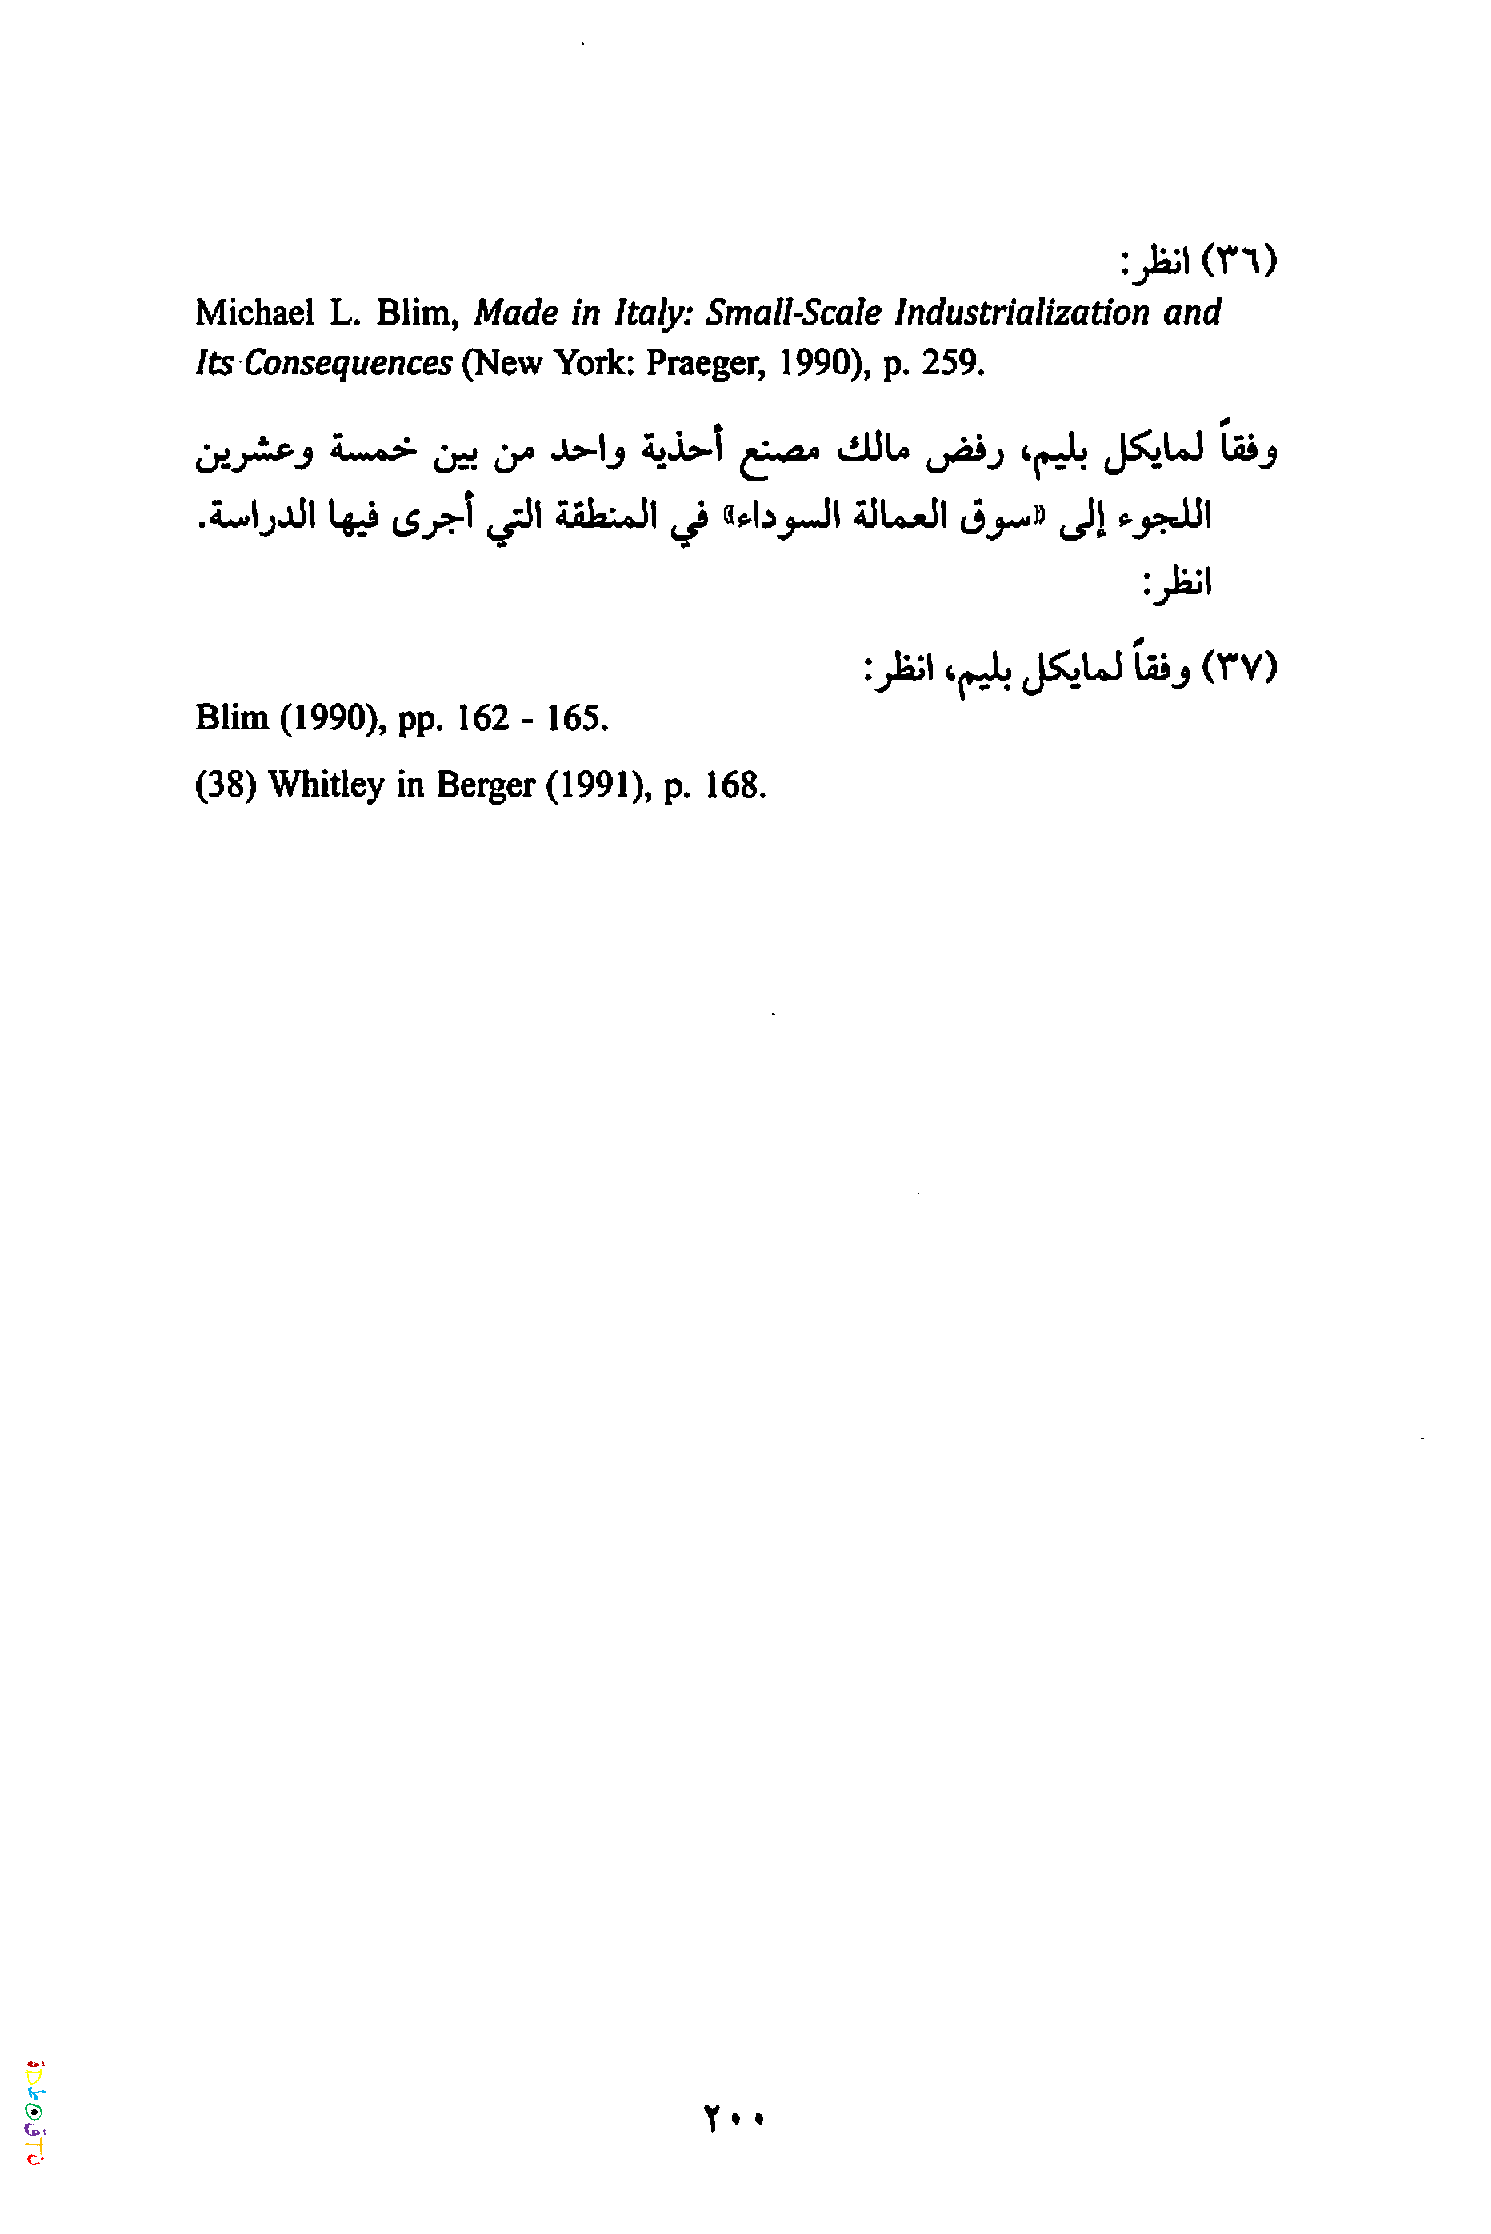 (٣٦) انظر:
Michael L. Blim, Made in Italy: Small-Scale Industrialization and
Its Consequences (New York: Praeger, 1990), p. 259.
وفقاً لمايكل بليم، رفض مالك مصنع أحذية واحد من بين خمسة وعشرين
اللجوء إلى «سوق العمالة السوداء» في المنطقة التي أجرى فيها الدراسة.
انظر:
(٣٧) وفقاً لمايكل بليم، انظر:
Blim (1990), pp. 162 - 165.
(38) Whitley in Berger (1991), p. 168.
٢٠٠